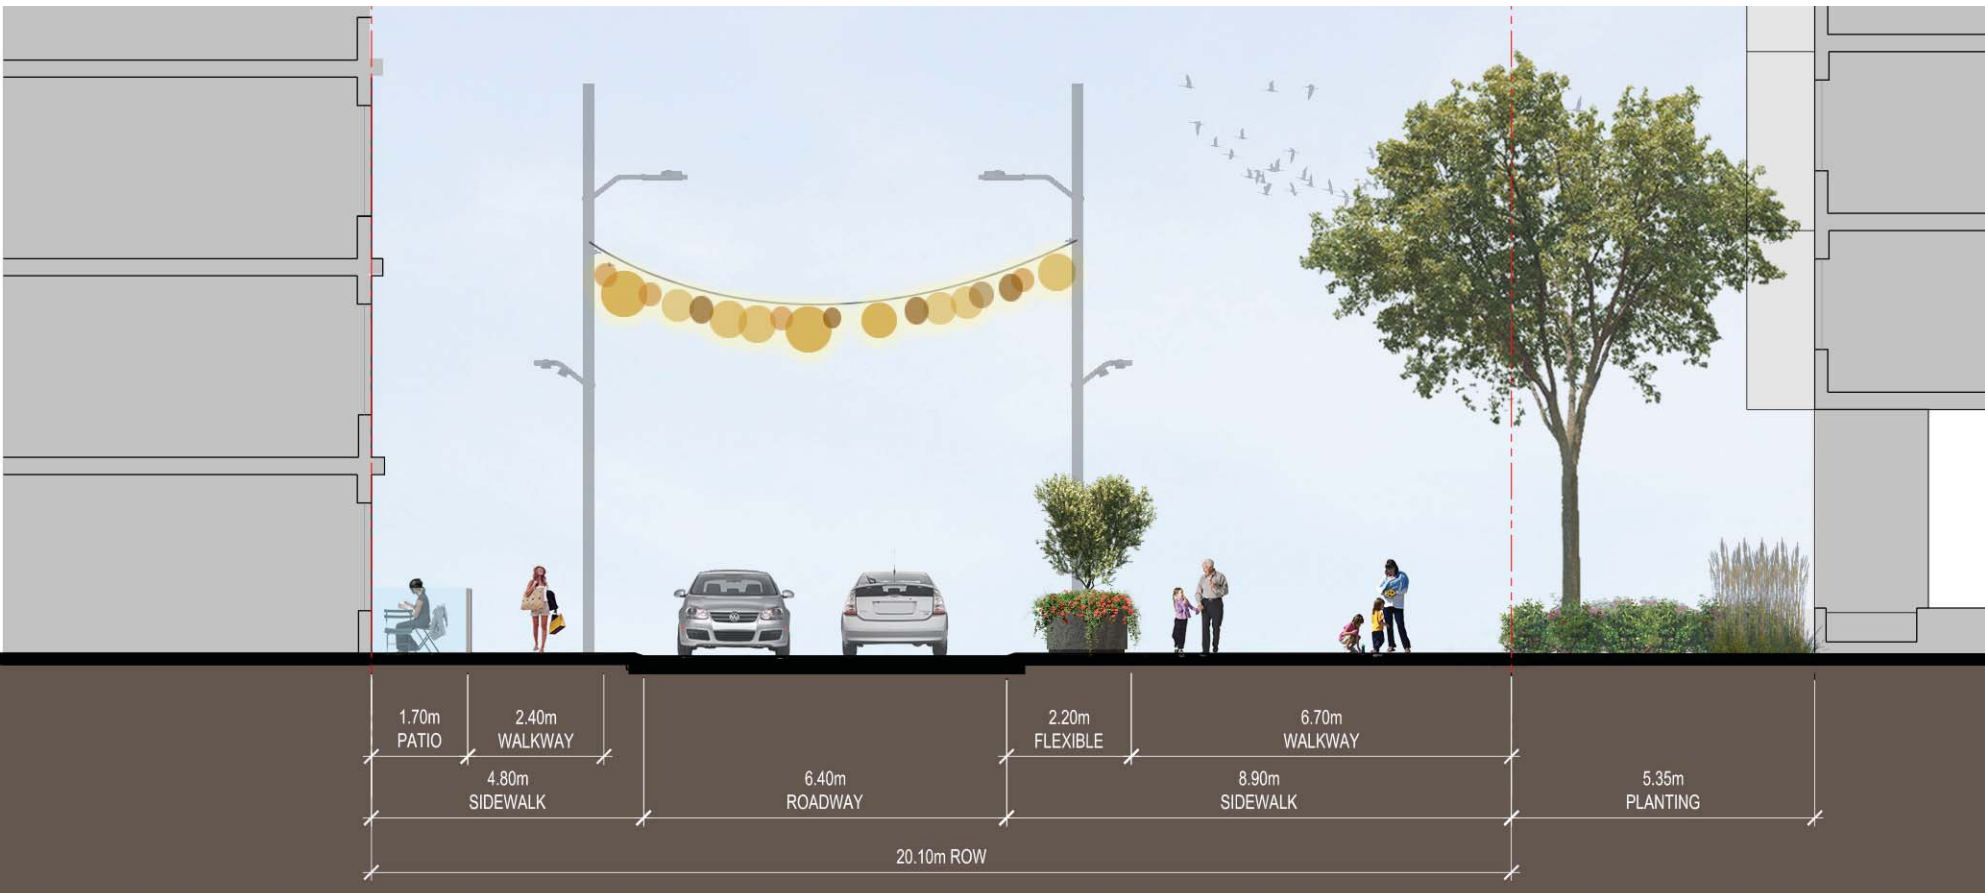 1.70m
PATIO
2.40m
WALKWAY
2.20m
FLEXIBLE
6.70m
WALKWAY
4.80m
SIDEWALK
6.40m
ROADWAY
8.90m
SIDEWALK
5.35m
PLANTING
20.10m ROW